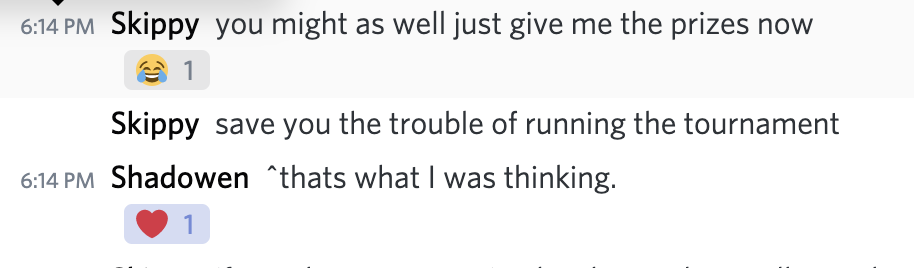 6:14 PM Skippy you might as well just give me the prizes now
😂 1
Skippy save you the trouble of running the tournament
6:14 PM Shadowen ^thats what I was thinking.
❤️ 1